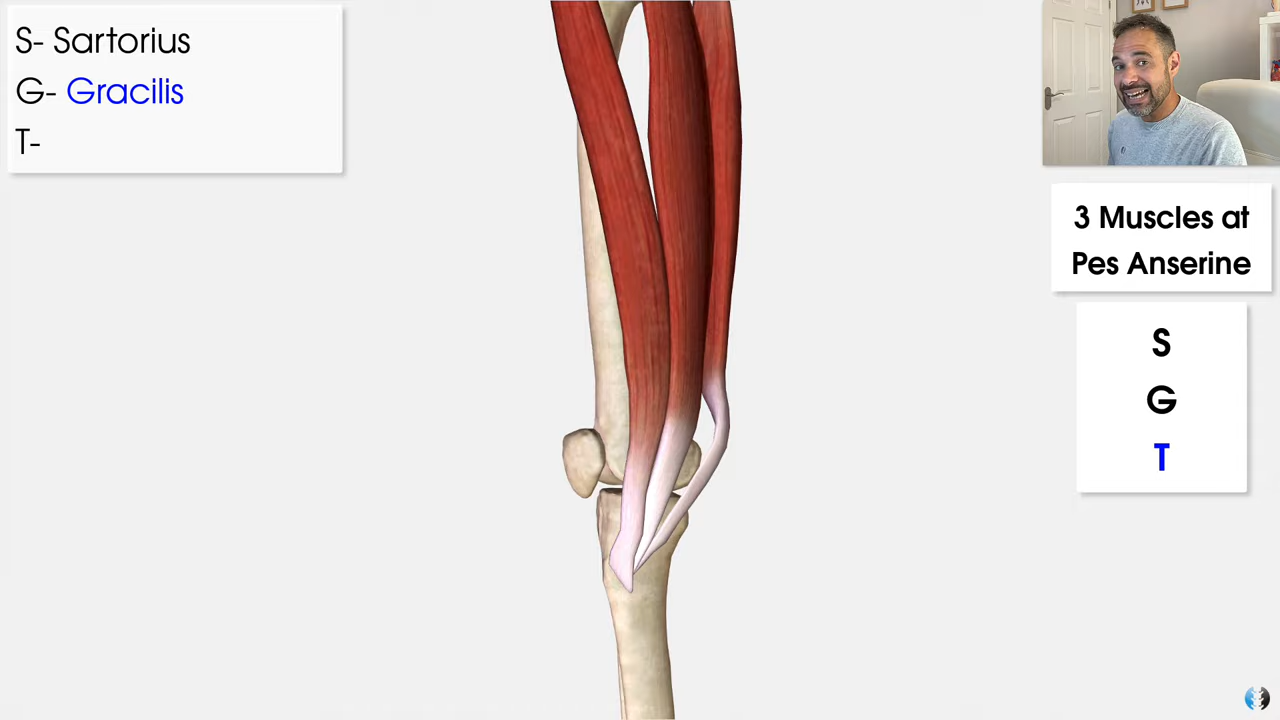 S- Sartorius
G- Gracilis
T-
3 Muscles at
Pes Anserine
S
G
T